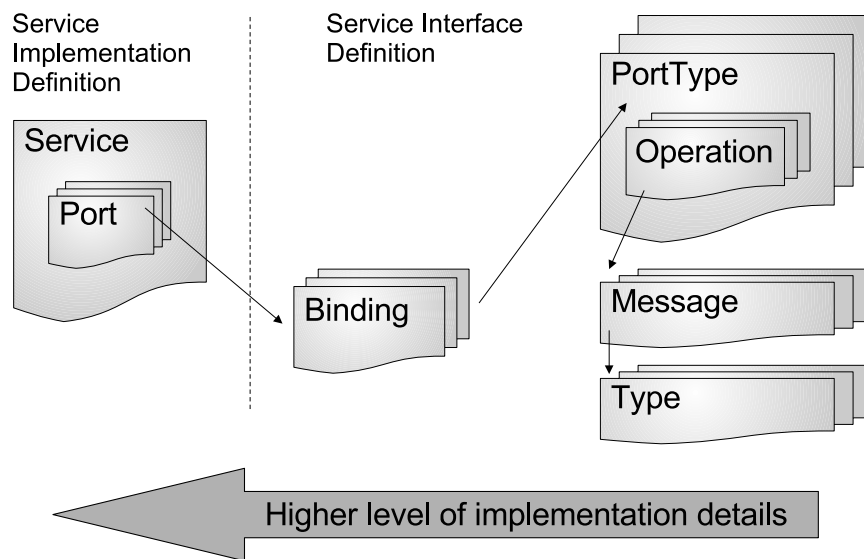 Service
Implementation
Definition
Service Interface
Definition
Service
Port
Binding
PortType
Operation
Message
Type
Higher level of implementation details